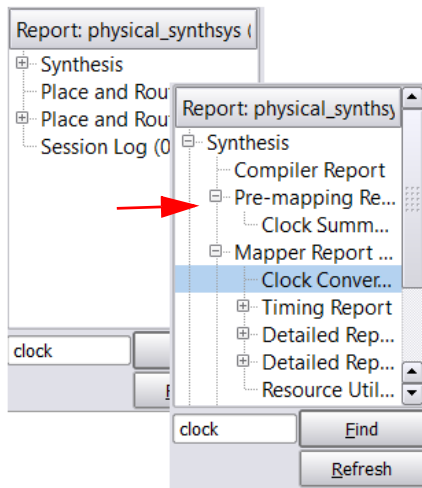 Report: physical_synthsys (
Synthesis
Place and Rou
Place and Rou
Session Log (0
clock
Report: physical_synthsy
Synthesis
Compiler Report
Pre-mapping Re...
Clock Summ...
Mapper Report ...
Clock Conver...
Timing Report
Detailed Rep...
Detailed Rep...
Resource Util...
clock
Find
Refresh